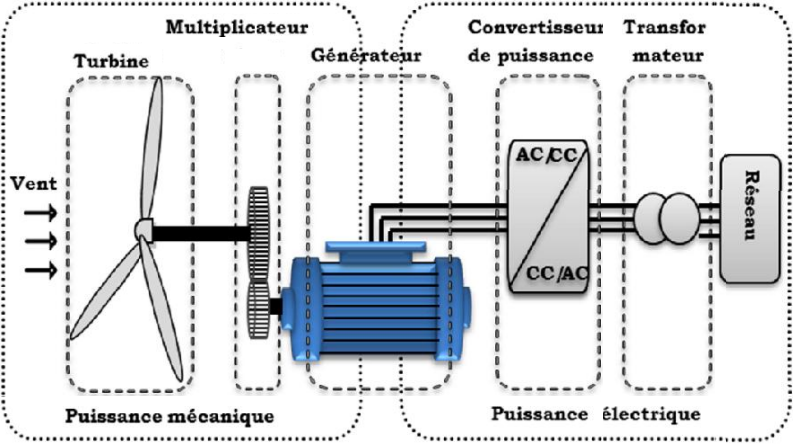 Multiplicateur
Convertisseur
de puissance
Transfor
mateur
Générateur
Turbine
Vent
AC/CC
CC/AC
Réseau
Puissance mécanique
Puissance électrique